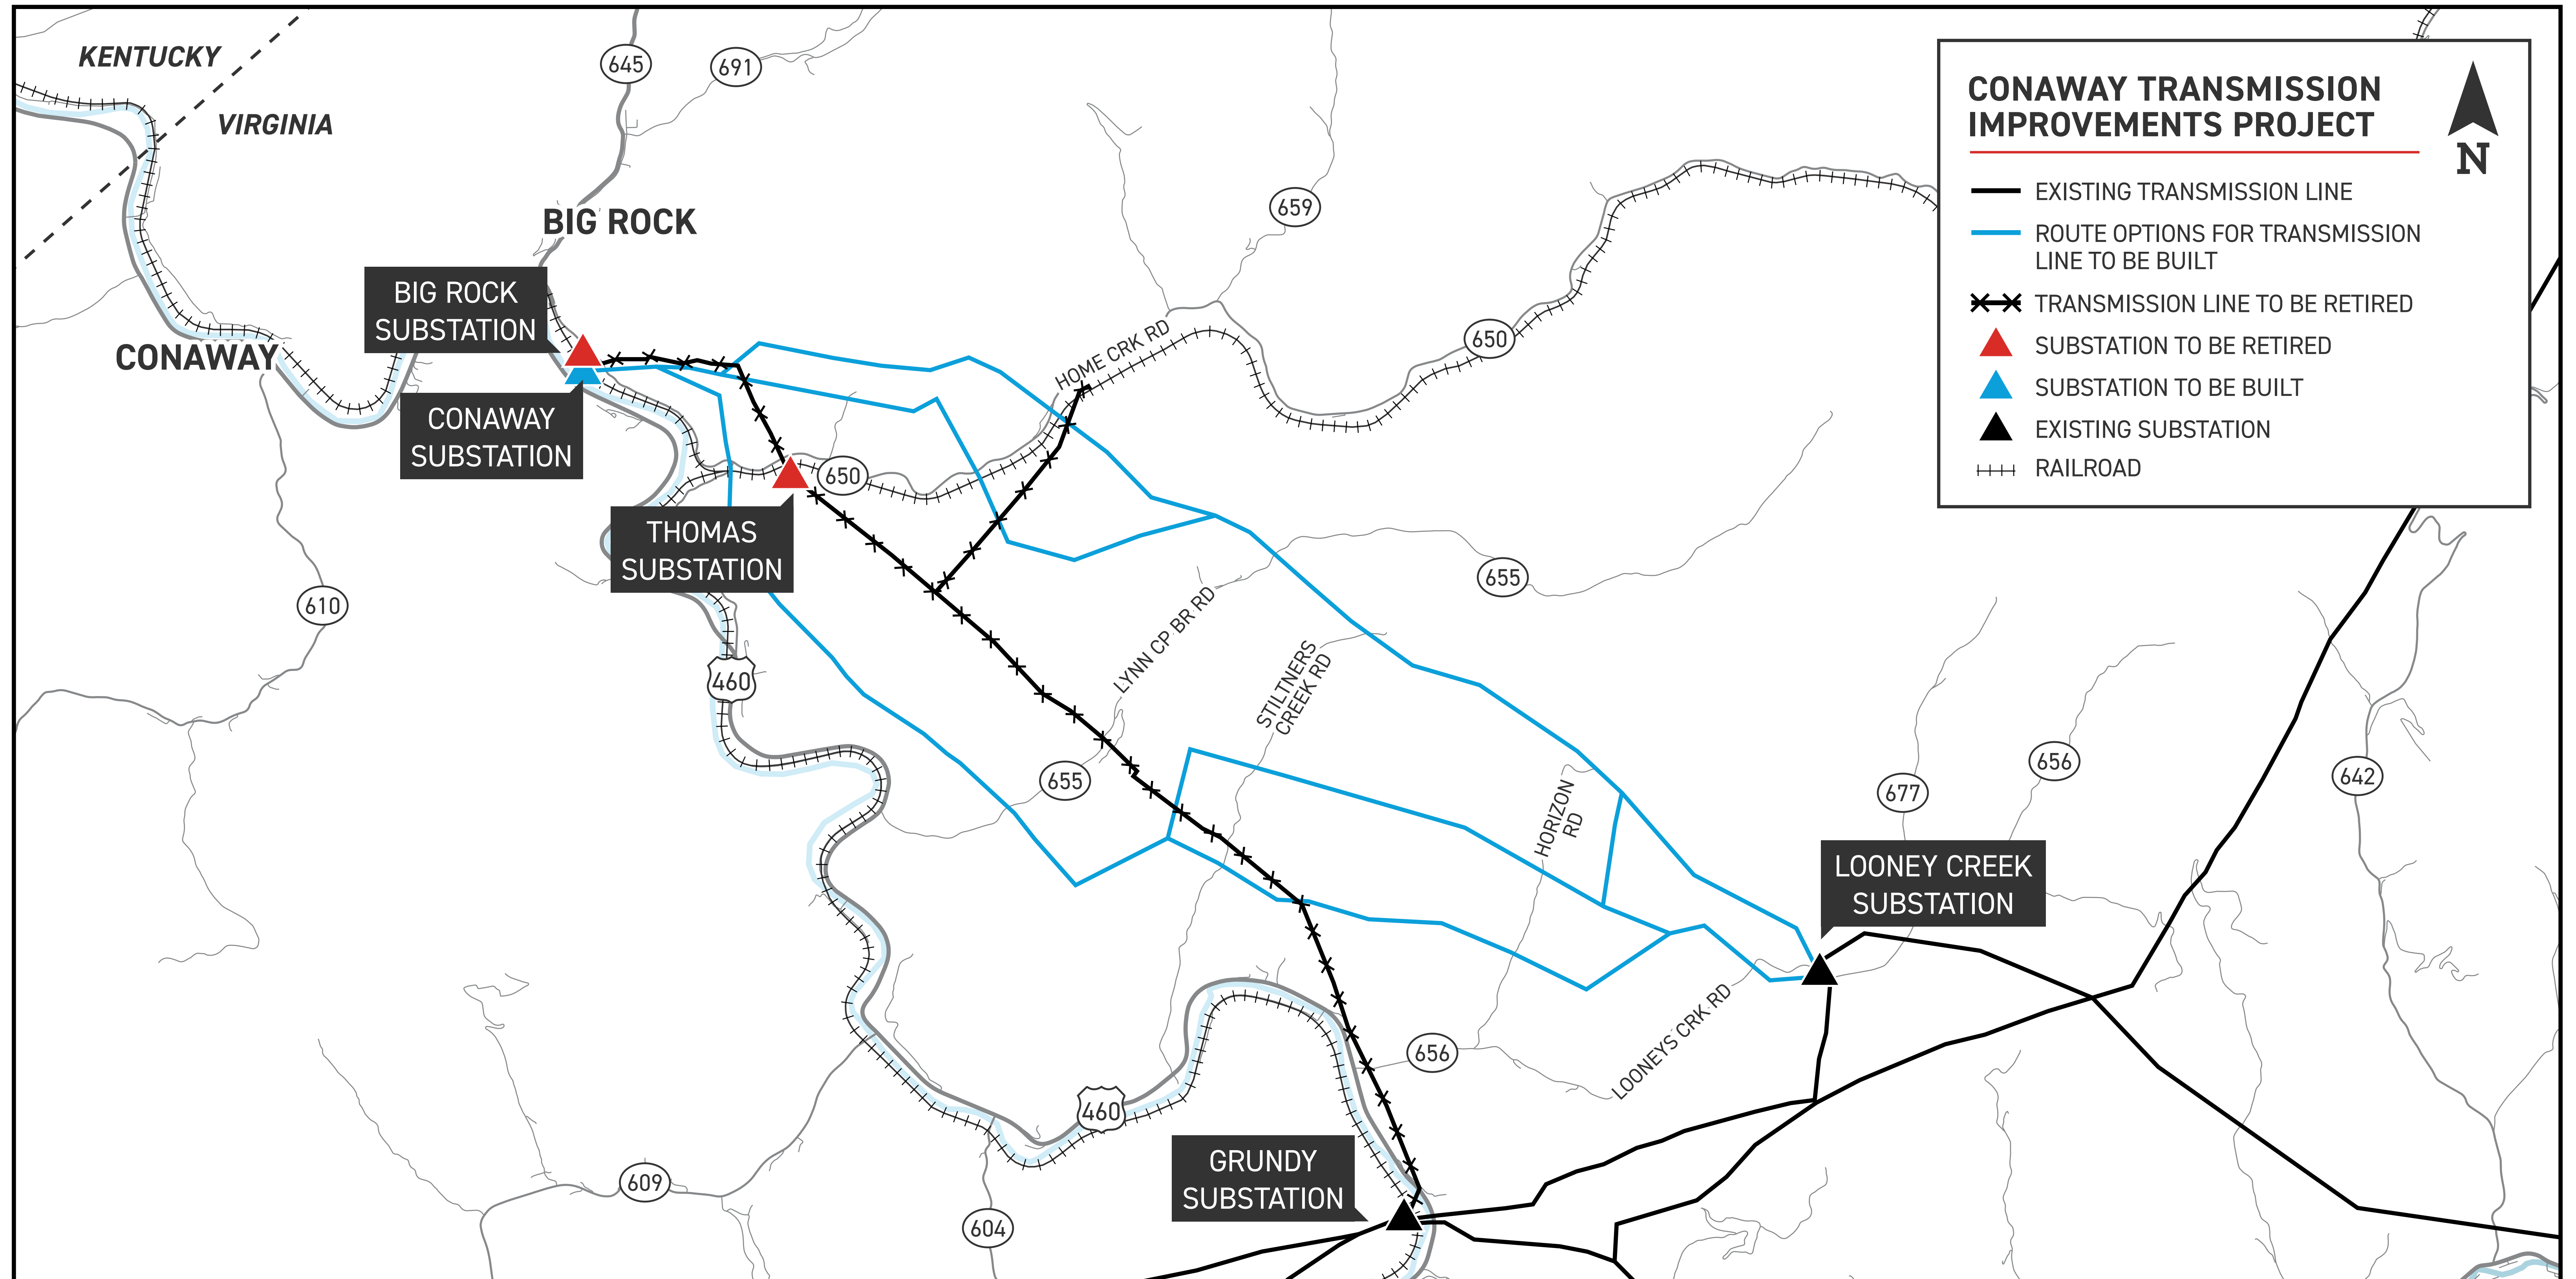 KENTUCKY
VIRGINIA
645
691
BIG ROCK
659
CONAWAY TRANSMISSION
IMPROVEMENTS PROJECT
N
EXISTING TRANSMISSION LINE
ROUTE OPTIONS FOR TRANSMISSION
LINE TO BE BUILT
TRANSMISSION LINE TO BE RETIRED
SUBSTATION TO BE RETIRED
SUBSTATION TO BE BUILT
EXISTING SUBSTATION
RAILROAD
BIG ROCK
SUBSTATION
CONAWAY
CONAWAY
SUBSTATION
HOME CRK RD
650
650
THOMAS
SUBSTATION
610
655
LYNN CP BR RD
STILTNERS
CREEK RD
460
655
HORIZON
RD
677
656
642
LOONEY CREEK
SUBSTATION
LOONEYS CRK RD
656
460
GRUNDY
SUBSTATION
609
604